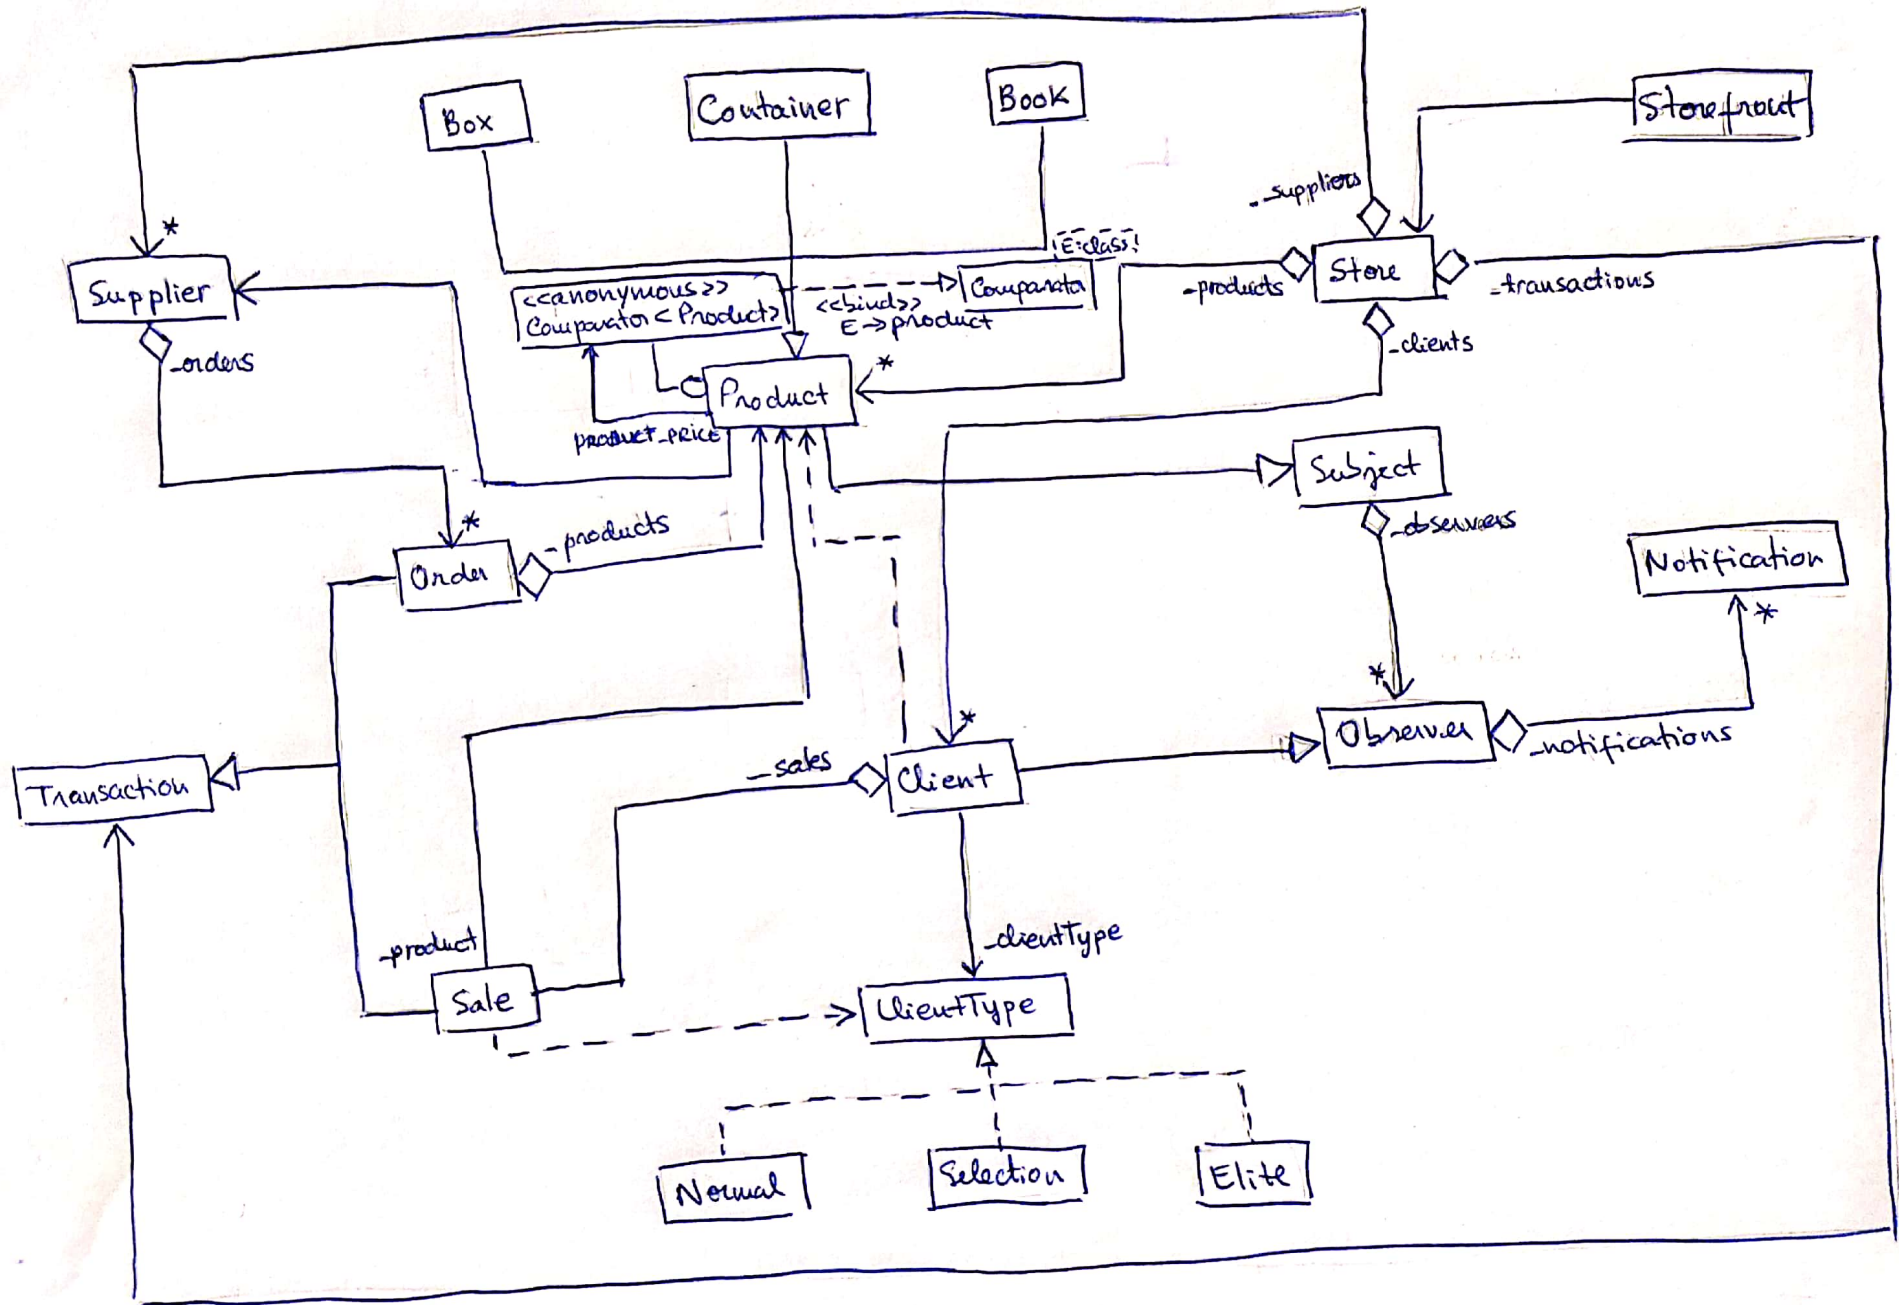 Box
Container
Book
Storefront
_suppliers
*
Supplier
<<anonymous>>
Comparator<Product>
<<bind>>
E->product
E:class
Comparator
_products
Store
_transactions
_orders
_clients
*
Product
PRODUCT_PRICE
Subject
_observers
*
_products
Order
Notification
*
*
Observer
_notifications
*
_sales
Client
Transaction
_product
_clientType
Sale
ClientType
Normal
Selection
Elite